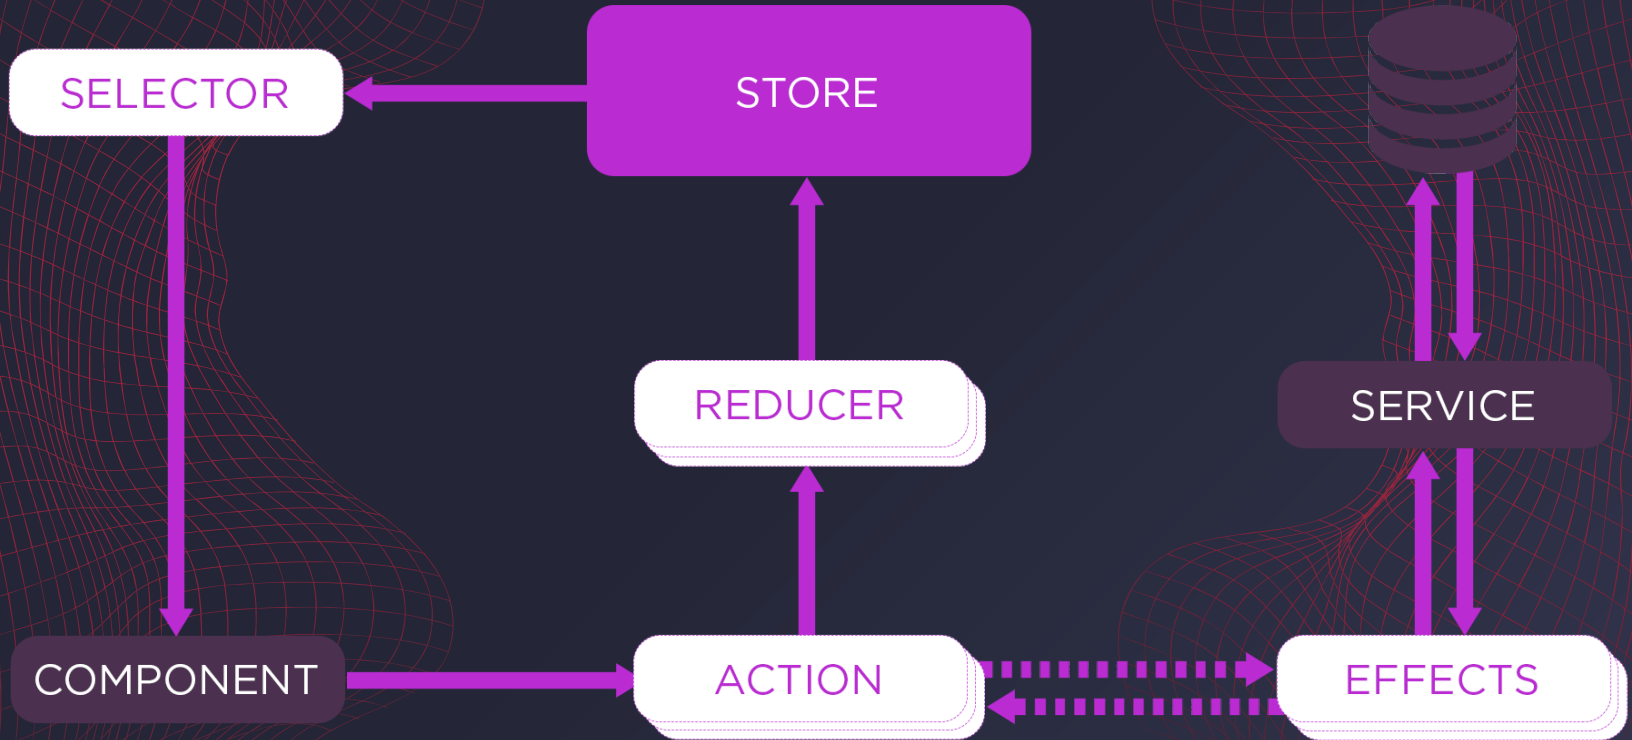 SELECTOR
STORE
REDUCER
SERVICE
COMPONENT
ACTION
EFFECTS